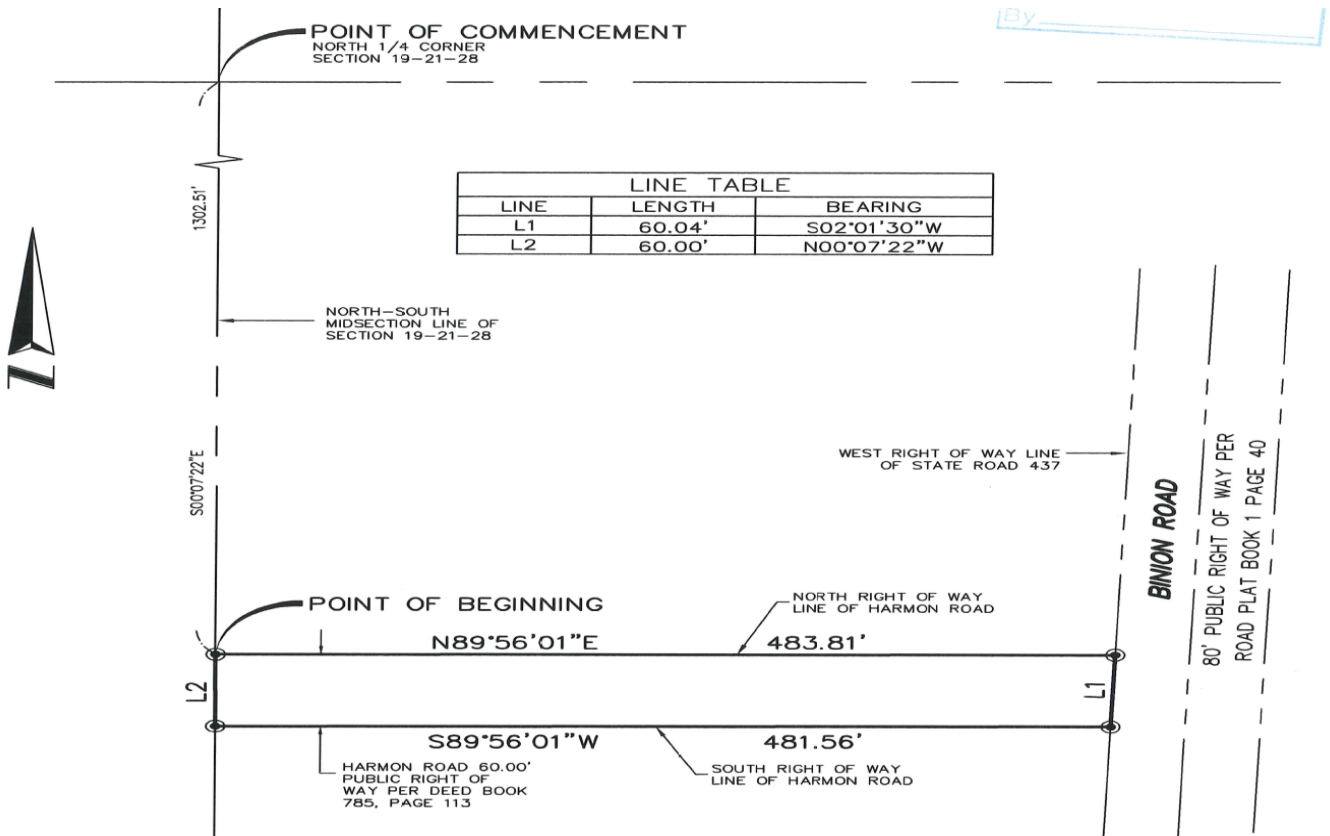 By
POINT OF COMMENCEMENT
NORTH 1/4 CORNER
SECTION 19-21-28
1302.51'
LINE TABLE
LINE LENGTH BEARING
L1 60.04' S02°01'30"W
L2 60.00' N00°07'22"W
NORTH-SOUTH
MIDSECTION LINE OF
SECTION 19-21-28
N
S00°07'22"E
WEST RIGHT OF WAY LINE
OF STATE ROAD 437
BINION ROAD
80' PUBLIC RIGHT OF WAY PER
ROAD PLAT BOOK 1 PAGE 40
POINT OF BEGINNING
NORTH RIGHT OF WAY
LINE OF HARMON ROAD
N89°56'01"E 483.81'
L2
L1
S89°56'01"W 481.56'
HARMON ROAD 60.00'
PUBLIC RIGHT OF
WAY PER DEED BOOK
785, PAGE 113
SOUTH RIGHT OF WAY
LINE OF HARMON ROAD